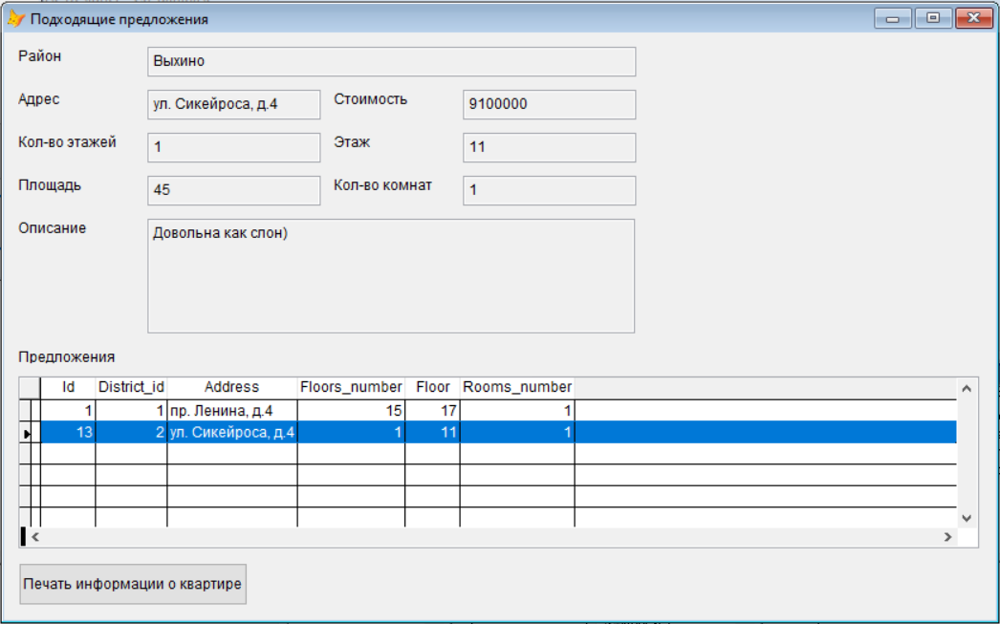 Подходящие предложения
Район Выхино
Адрес ул. Сикейроса, д.4 Стоимость 9100000
Кол-во этажей 1 Этаж 11
Площадь 45 Кол-во комнат 1
Описание Довольна как слон)
Предложения
Id District_id Address Floors_number Floor Rooms_number
1 1 пр. Ленина, д.4 15 17 1
13 2 ул. Сикейроса, д.4 1 11 1
Печать информации о квартире